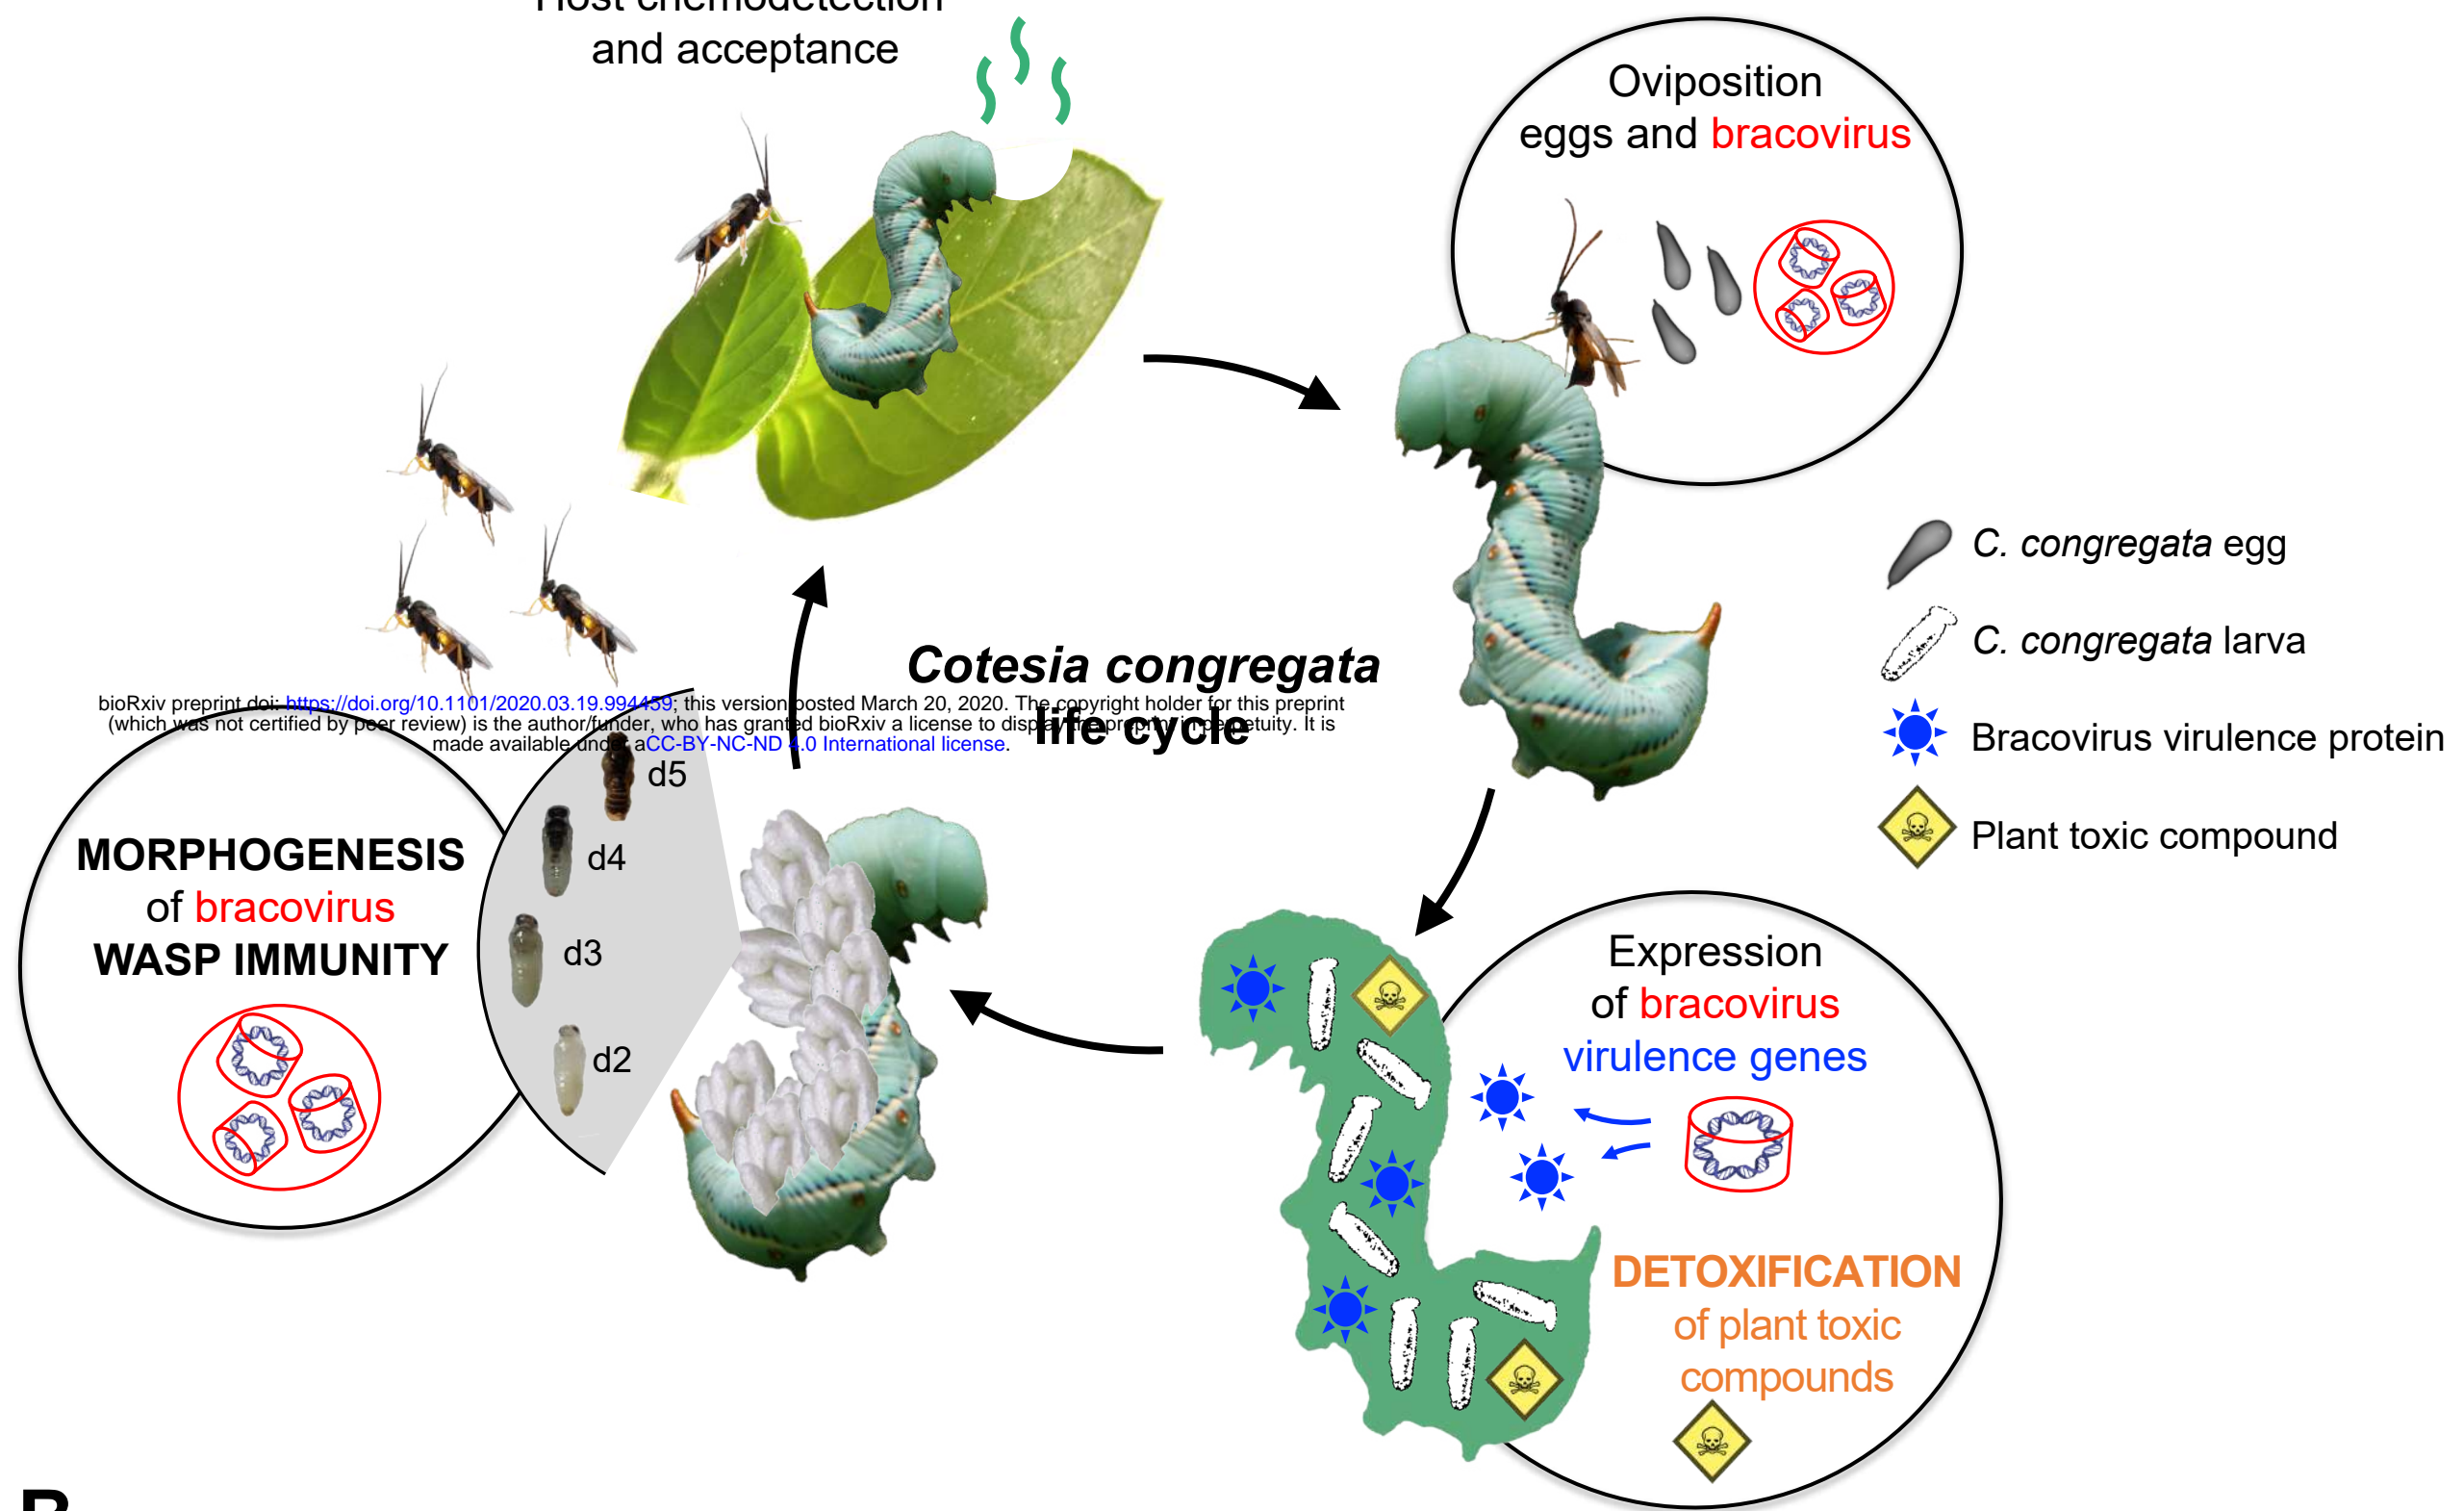 Host chemodetection
and acceptance
Oviposition
eggs and bracovirus
C. congregata egg
C. congregata larva
Bracovirus virulence protein
Plant toxic compound
Cotesia congregata
life cycle
bioRxiv preprint doi: https://doi.org/10.1101/2020.03.19.994459; this version posted March 20, 2020. The copyright holder for this preprint
(which was not certified by peer review) is the author/funder, who has granted bioRxiv a license to display the preprint in perpetuity. It is
made available under aCC-BY-NC-ND 4.0 International license.
d5
d4
d3
d2
MORPHOGENESIS
of bracovirus
WASP IMMUNITY
Expression
of bracovirus
virulence genes
DETOXIFICATION
of plant toxic
compounds
B